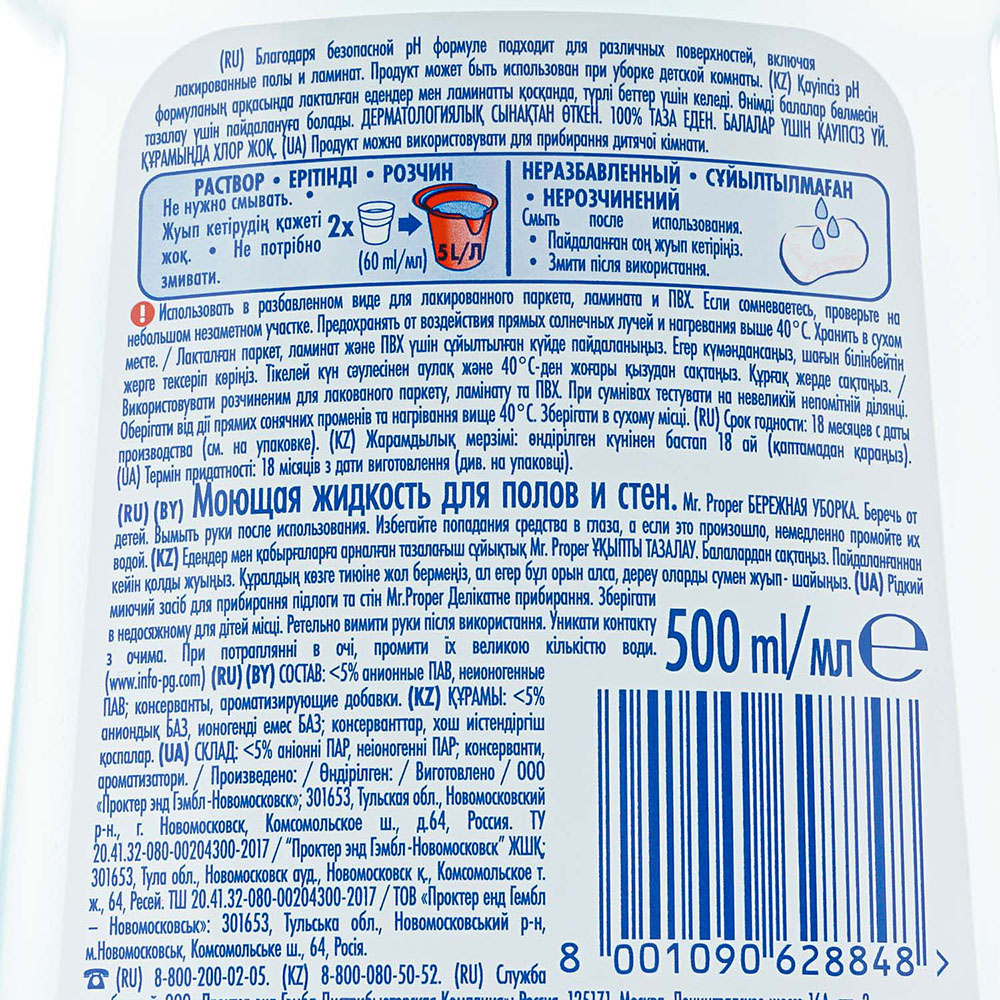 (RU) Благодаря безопасной pH формуле подходит для различных поверхностей, включая
лакированные полы и ламинат. Продукт может быть использован при уборке детской комнаты. (KZ) Қауіпсіз pH
формуланың арқасында лакталған едендер мен ламинатты қосқанда, түрлі беттер үшін келеді. Өнімді балалар бөлмесін
тазалау үшін пайдалануға болады. ДЕРМАТОЛОГИЯЛЫҚ СЫНАҚТАН ӨТКЕН. 100% ТАЗА ЕДЕН. БАЛАЛАР ҮШІН ҚАУІПСІЗ ҮЙ.
ҚҰРАМЫНДА ХЛОР ЖОҚ. (UA) Продукт можна використовувати для прибирання дитячої кімнати.
РАСТВОР • ЕРІТІНДІ • РОЗЧИН
Не нужно смывать. •
Жуып кетірудің қажеті
жоқ. • Не потрібно
змивати.
2x
(60 ml/мл)
5L/Л
НЕРАЗБАВЛЕННЫЙ • СҰЙЫЛТЫЛМАҒАН
• НЕРОЗЧИНЕНИЙ
Смыть после использования.
• Пайдаланған соң жуып кетіріңіз.
• Змити після використання.
! Использовать в разбавленном виде для лакированного паркета, ламината и ПВХ. Если сомневаетесь, проверьте на
небольшом незаметном участке. Предохранять от воздействия прямых солнечных лучей и нагревания выше 40°C. Хранить в сухом
месте. / Лакталған паркет, ламинат және ПВХ үшін сұйылтылған күйде пайдаланыңыз. Егер күмәндансаңыз, шағын білінбейтін
жерге тексеріп көріңіз. Тікелей күн сәулесінен аулақ және 40°C-ден жоғары қызудан сақтаңыз. Құрғақ жерде сақтаңыз. /
Використовувати розчиненим для лакованого паркету, ламінату та ПВХ. При сумнівах тестувати на невеликій непомітній ділянці.
Оберігати від дії прямих сонячних променів та нагрівання вище 40°C. Зберігати в сухому місці. (RU) Срок годности: 18 месяцев с даты
производства (см. на упаковке). (KZ) Жарамдылық мерзімі: өндірілген күнінен бастап 18 ай (қаптамадан қараңыз).
(UA) Термін придатності: 18 місяців з дати виготовлення (див. на упаковці).
(RU) (BY) Моющая жидкость для полов и стен. Mr. Proper БЕРЕЖНАЯ УБОРКА. Беречь от
детей. Вымыть руки после использования. Избегайте попадания средства в глаза, а если это произошло, немедленно промойте их
водой. (KZ) Едендер мен қабырғаларға арналған тазалағыш сұйықтық Mr. Proper ҰҚЫПТЫ ТАЗАЛАУ. Балалардан сақтаңыз. Пайдаланғаннан
кейін қолды жуыңыз. Құралдың көзге тиюіне жол бермеңіз, ал егер бұл орын алса, дереу оларды сумен жуып - шайыңыз. (UA) Рідкий
миючий засіб для прибирання підлоги та стін Mr.Proper Делікатне прибирання. Зберігати
в недосяжному для дітей місці. Ретельно вимити руки після використання. Уникати контакту
з очима. При потраплянні в очі, промити їх великою кількістю води.
(www.info-pg.com) (RU) (BY) СОСТАВ: <5% анионные ПАВ, неионогенные
ПАВ; консерванты, ароматизирующие добавки. (KZ) ҚҰРАМЫ: <5%
аниондық БАЗ, ионогенді емес БАЗ; консерванттар, хош иістендіргіш
қоспалар. (UA) СКЛАД: <5% аніонні ПАР, неіоногенні ПАР; консерванти,
ароматизатори. / Произведено: / Өндірілген: / Виготовлено / ООО
«Проктер энд Гэмбл-Новомосковск»; 301653, Тульская обл., Новомосковский
р-н., г. Новомосковск, Комсомольское ш., д.64, Россия. ТУ
20.41.32-080-00204300-2017 / "Проктер энд Гэмбл-Новомосковск" ЖШҚ;
301653, Тула обл., Новомосковск ауд., Новомосковск қ., Комсомольское т.
ж., 64, Ресей. ТШ 20.41.32-080-00204300-2017 / ТОВ «Проктер енд Гембл
– Новомосковськ»: 301653, Тульська обл., Новомосковський р-н,
м.Новомосковськ, Комсомольське ш., 64, Росія.
☎ (RU) 8-800-200-02-05. (KZ) 8-800-080-50-52. (RU) Служба
500 ml/мл e
8 001090 628848 >